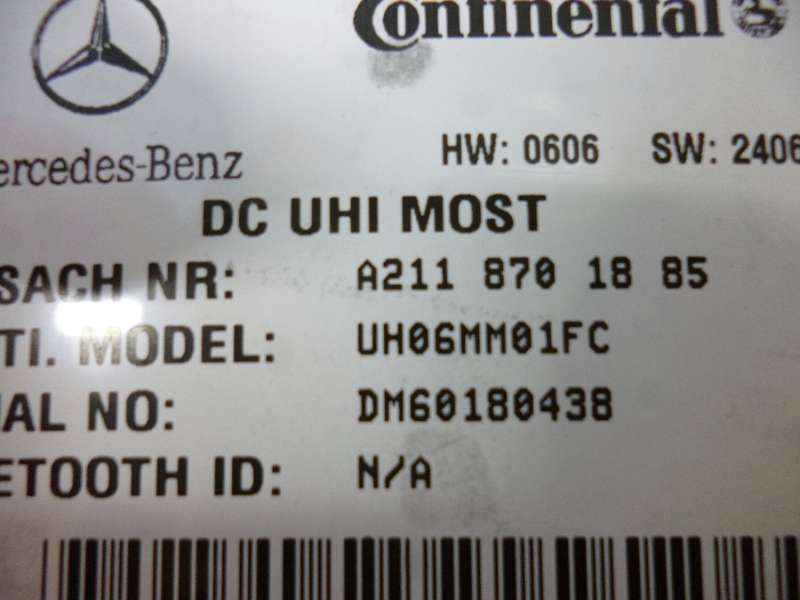 Continental
ercedes-Benz
HW: 0606 SW: 2406
DC UHI MOST
SACH NR: A211 870 18 85
TI. MODEL: UH06MM01FC
IAL NO: DM60180438
ETOOTH ID: N/A